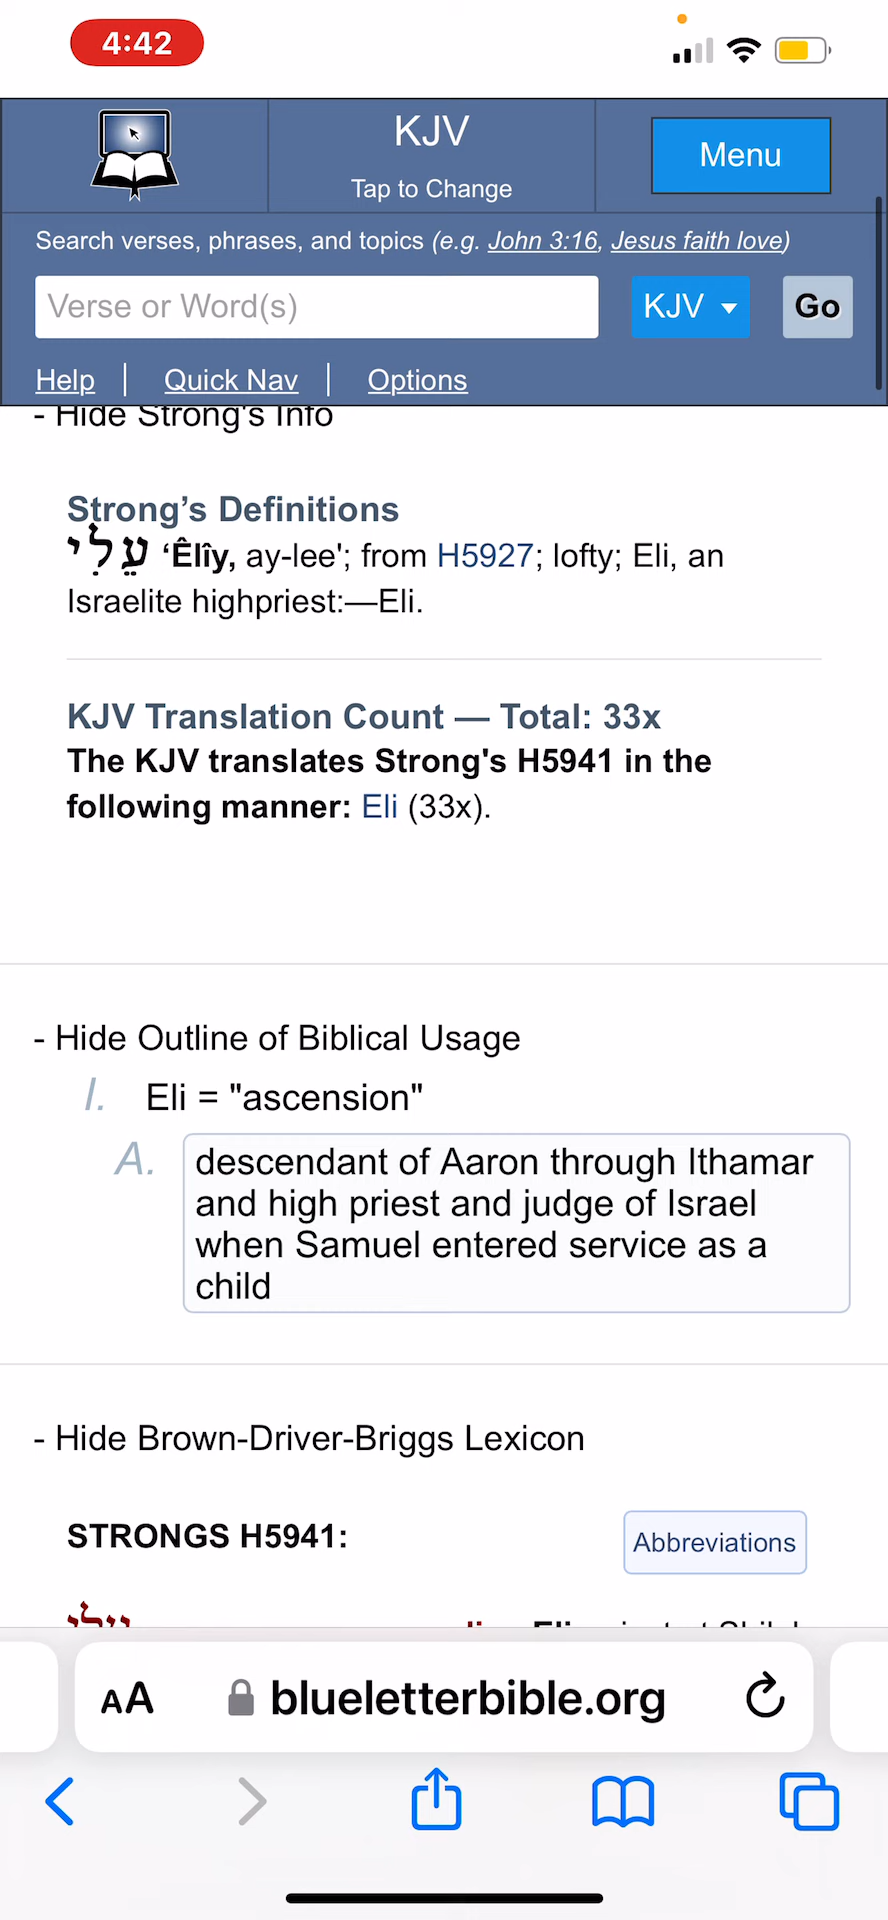 4:42
KJV
Tap to Change
Menu
Search verses, phrases, and topics (e.g. John 3:16, Jesus faith love)
Verse or Word(s)
KJV
Go
Help | Quick Nav | Options
- Hide Strong's Info
Strong’s Definitions
עֵלִי ʻÊlîy, ay-lee'; from H5927; lofty; Eli, an
Israelite highpriest:—Eli.
KJV Translation Count — Total: 33x
The KJV translates Strong's H5941 in the
following manner: Eli (33x).
- Hide Outline of Biblical Usage
I. Eli = "ascension"
A. descendant of Aaron through Ithamar
and high priest and judge of Israel
when Samuel entered service as a
child
- Hide Brown-Driver-Briggs Lexicon
STRONGS H5941:
Abbreviations
AA
blueletterbible.org